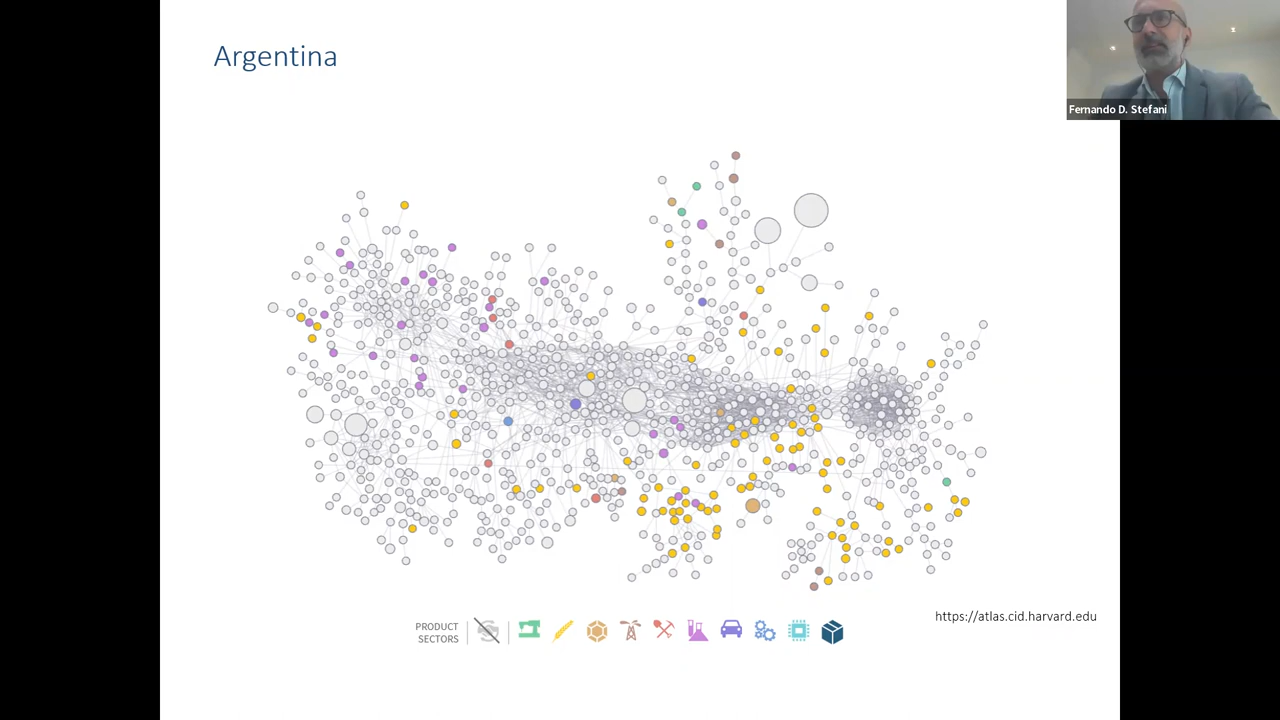 Argentina
Fernando D. Stefani
https://atlas.cid.harvard.edu
PRODUCT
SECTORS